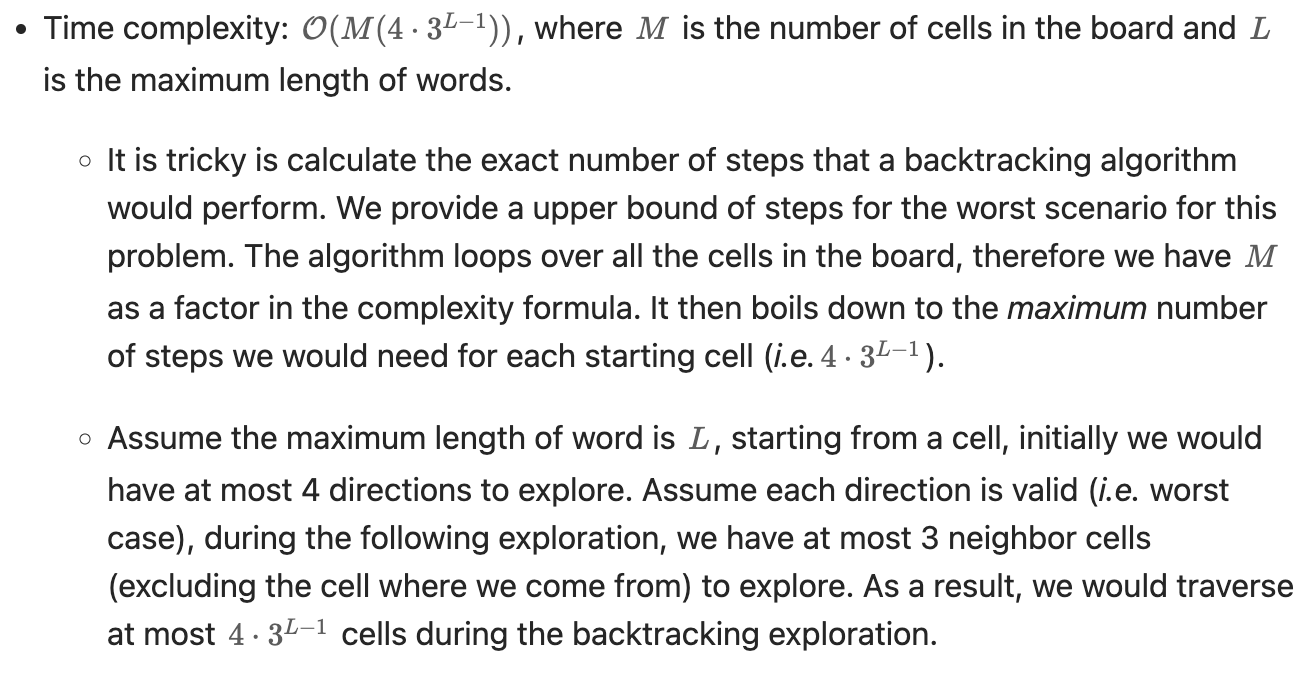 • Time complexity: O(M(4 · 3^{L−1})), where M is the number of cells in the board and L
is the maximum length of words.
◦ It is tricky is calculate the exact number of steps that a backtracking algorithm
would perform. We provide a upper bound of steps for the worst scenario for this
problem. The algorithm loops over all the cells in the board, therefore we have M
as a factor in the complexity formula. It then boils down to the maximum number
of steps we would need for each starting cell (i.e. 4 · 3^{L−1}).
◦ Assume the maximum length of word is L, starting from a cell, initially we would
have at most 4 directions to explore. Assume each direction is valid (i.e. worst
case), during the following exploration, we have at most 3 neighbor cells
(excluding the cell where we come from) to explore. As a result, we would traverse
at most 4 · 3^{L−1} cells during the backtracking exploration.